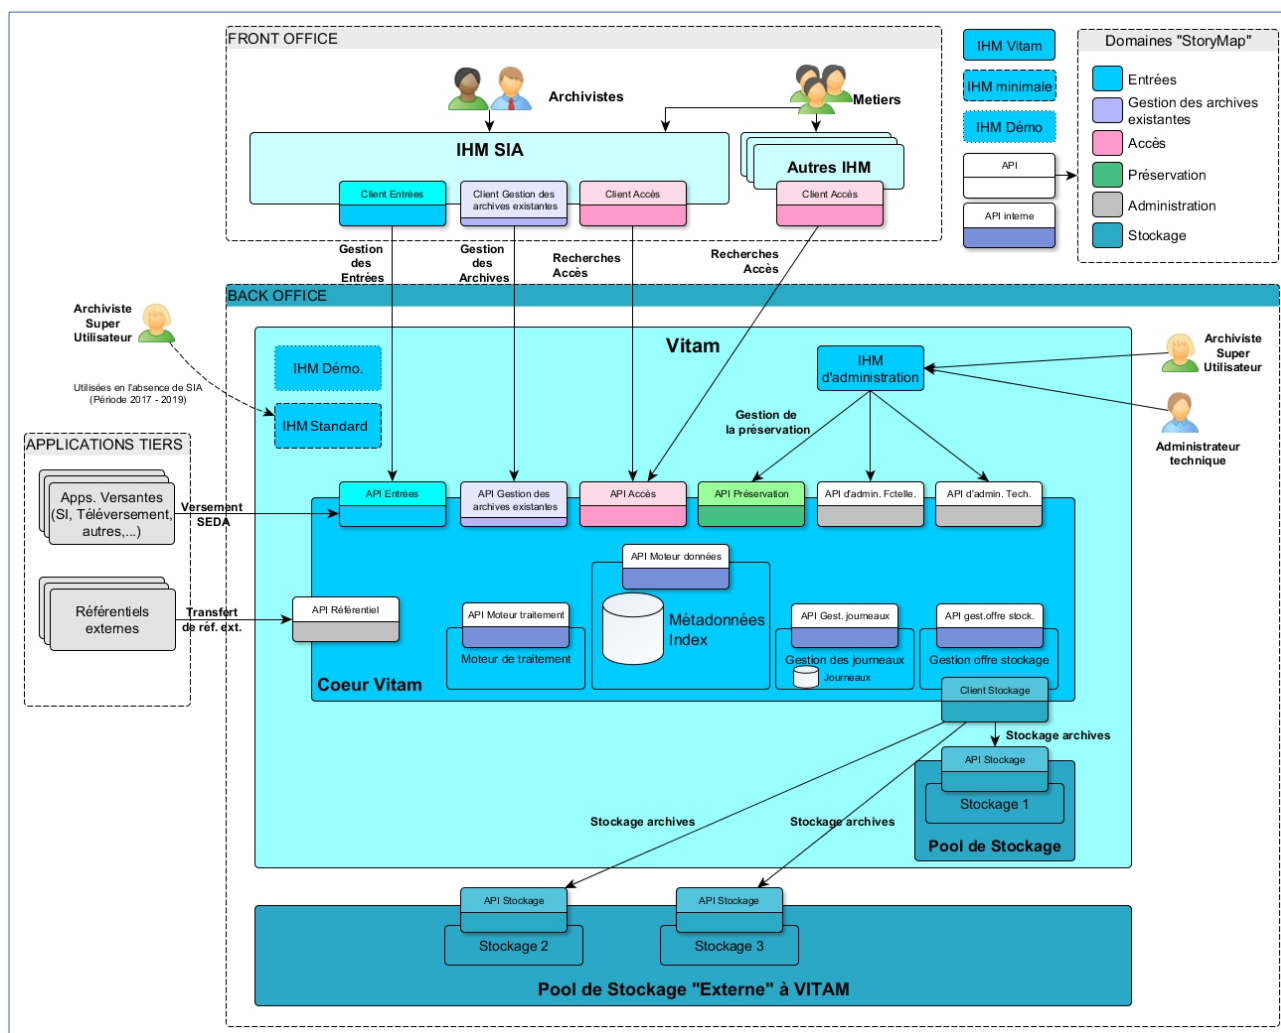 FRONT OFFICE
Archivistes
Metiers
IHM SIA
Autres IHM
Client Entrées
Client Gestion des
archives existantes
Client Accès
Client Accès
IHM Vitam
IHM minimale
IHM Démo
API
API interne
Domaines "StoryMap"
Entrées
Gestion des archives
existantes
Accès
Préservation
Administration
Stockage
Gestion
des
Entrées
Gestion
des
Archives
Recherches
Accès
Recherches
Accès
BACK OFFICE
Archiviste
Super
Utilisateur
Utilisées en l'absence de SIA
(Période 2017 - 2019)
Vitam
IHM Démo.
IHM Standard
IHM
d'administration
Archiviste
Super
Utilisateur
Administrateur
technique
Gestion de
la préservation
APPLICATIONS TIERS
Apps. Versantes
(SI, Téléversement,
autres,...)
Versement
SEDA
Référentiels
externes
Transfert
de réf. ext.
API Entrées
API Gestion des
archives existantes
API Accès
API Préservation
API d'admin. Fctelle.
API d'admin. Tech.
API Référentiel
API Moteur traitement
Moteur de traitement
API Moteur données
Métadonnées
Index
API Gest. journeaux
Gestion des journeaux
Journeaux
API gest.offre stock.
Gestion offre stockage
Coeur Vitam
Client Stockage
Stockage archives
API Stockage
Stockage 1
Pool de Stockage
Stockage archives
Stockage archives
API Stockage
Stockage 2
API Stockage
Stockage 3
Pool de Stockage "Externe" à VITAM